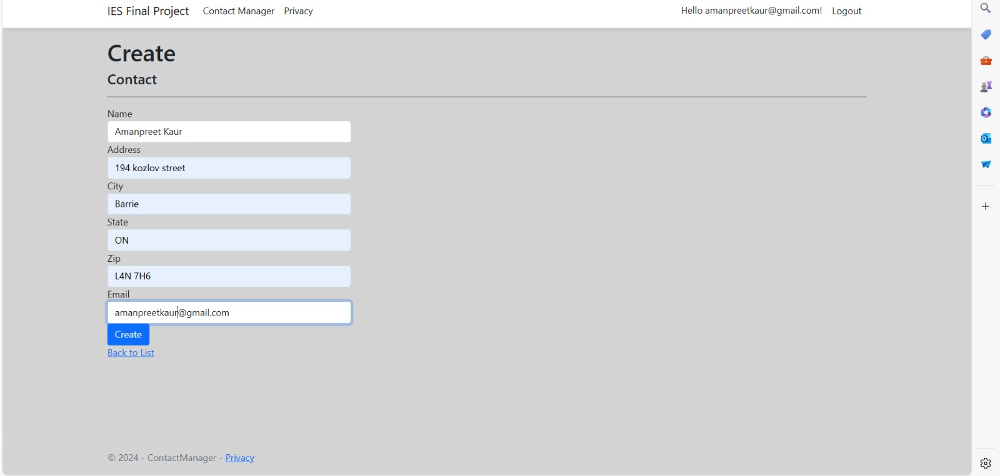 IES Final Project Contact Manager Privacy Hello amanpreetkaur@gmail.com! Logout
Create
Contact
Name
Amanpreet Kaur
Address
194 kozlov street
City
Barrie
State
ON
Zip
L4N 7H6
Email
amanpreetkaur@gmail.com
Create
Back to List
© 2024 - ContactManager - Privacy